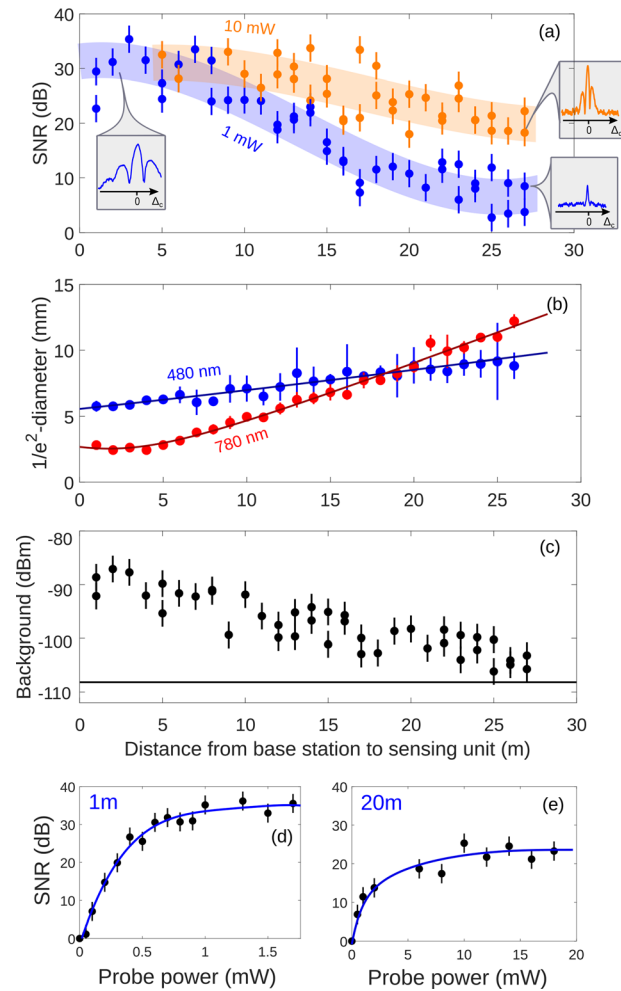 40
30
20
10
0
SNR (dB)
10 mW
1 mW
(a)
0
Δc
0
Δc
0
Δc
0
5
10
15
20
25
30
15
10
5
0
1/e²-diameter (mm)
480 nm
780 nm
(b)
0
5
10
15
20
25
30
-80
-90
-100
-110
Background (dBm)
(c)
0
5
10
15
20
25
30
Distance from base station to sensing unit (m)
40
30
20
10
0
SNR (dB)
1m
(d)
0
0.5
1
1.5
Probe power (mW)
40
30
20
10
0
20m
(e)
0
5
10
15
20
Probe power (mW)